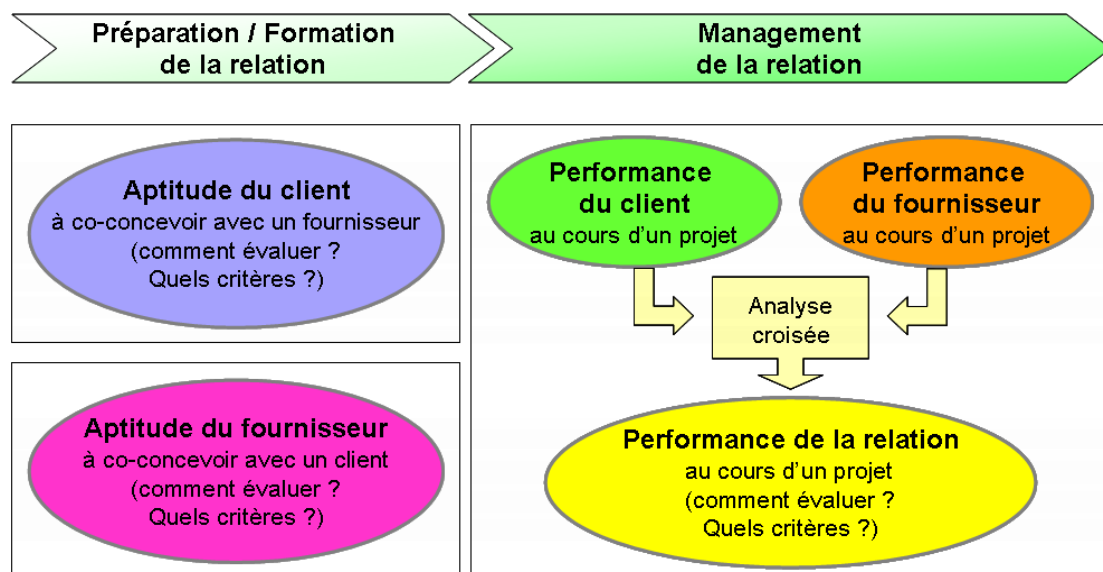 Préparation / Formation
de la relation
Management
de la relation
Aptitude du client
à co-concevoir avec un fournisseur
(comment évaluer ?
Quels critères ?)
Aptitude du fournisseur
à co-concevoir avec un client
(comment évaluer ?
Quels critères ?)
Performance
du client
au cours d'un projet
Performance
du fournisseur
au cours d'un projet
Analyse
croisée
Performance de la relation
au cours d'un projet
(comment évaluer ?
Quels critères ?)